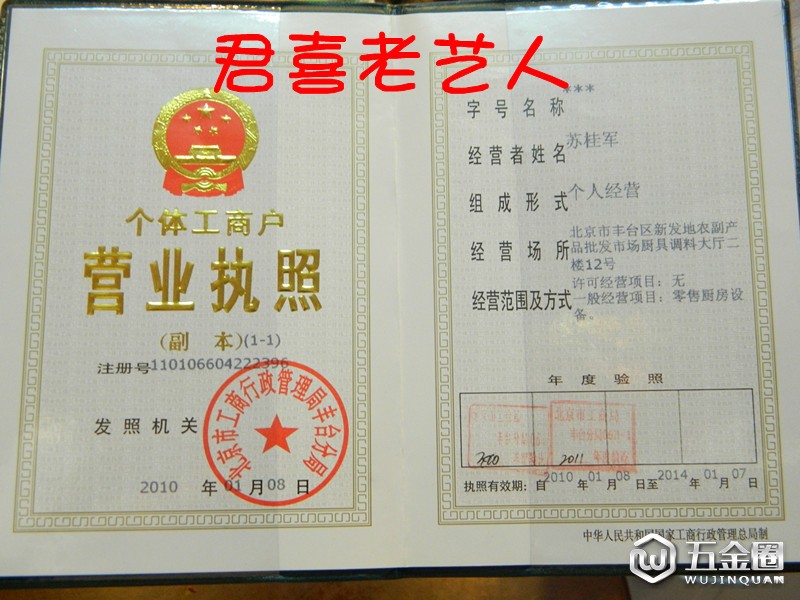 君喜老艺人
个体工商户
营业执照
(副 本)(1-1)
注册号110106604222396
发照机关
北京市工商行政管理局丰台分局
2010 年 01 月 08 日
字号名称 ***
经营者姓名 苏桂军
组成形式 个人经营
经营场所 北京市丰台区新发地农副产
品批发市场厨具调料大厅二
楼12号
经营范围及方式 许可经营项目：无
一般经营项目：零售厨房设
备。
年度验照
北京市工商局
2011
执照有效期：自 2010 年 01 月 08 日至 2014 年 01 月 07 日
中华人民共和国国家工商行政管理总局制
五金圈
WUJINQUAN